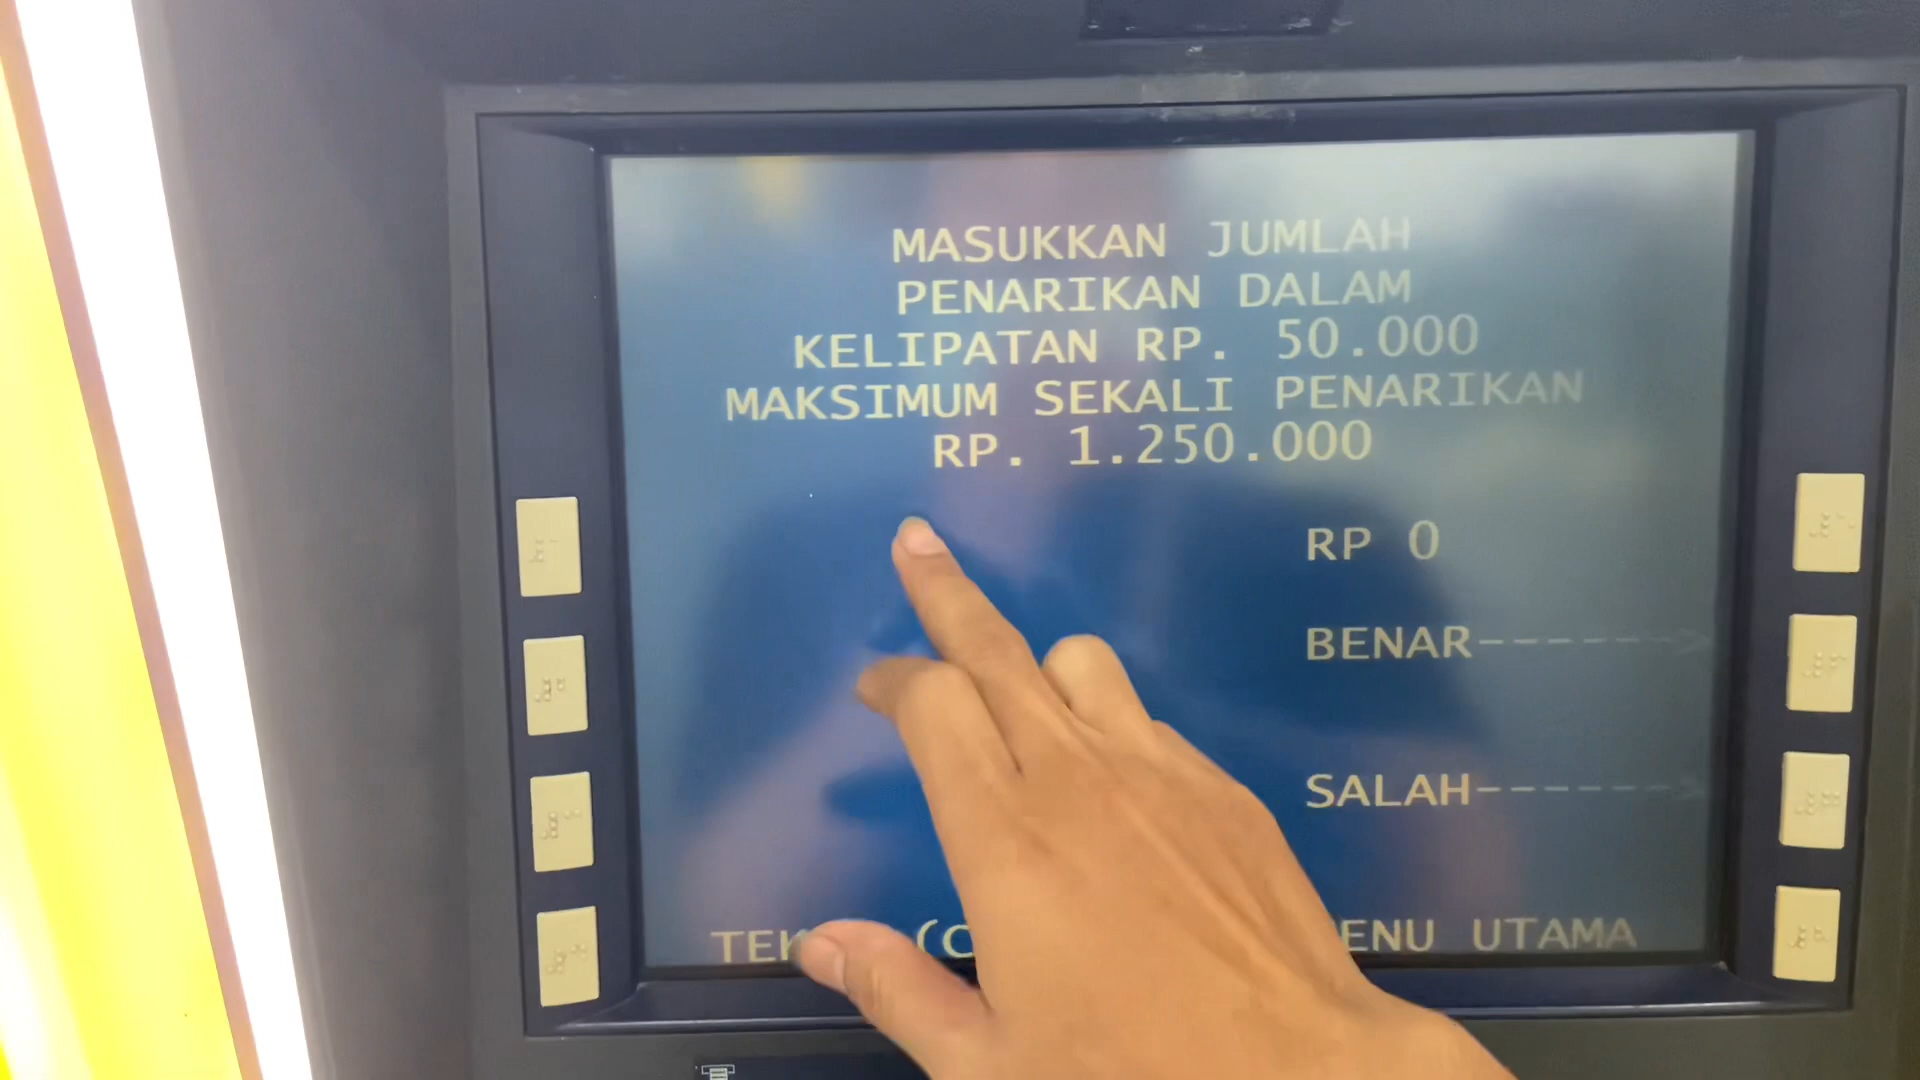 MASUKKAN JUMLAH
PENARIKAN DALAM
KELIPATAN RP. 50.000
MAKSIMUM SEKALI PENARIKAN
RP. 1.250.000
RP 0
BENAR------>
SALAH------>
UTAMA